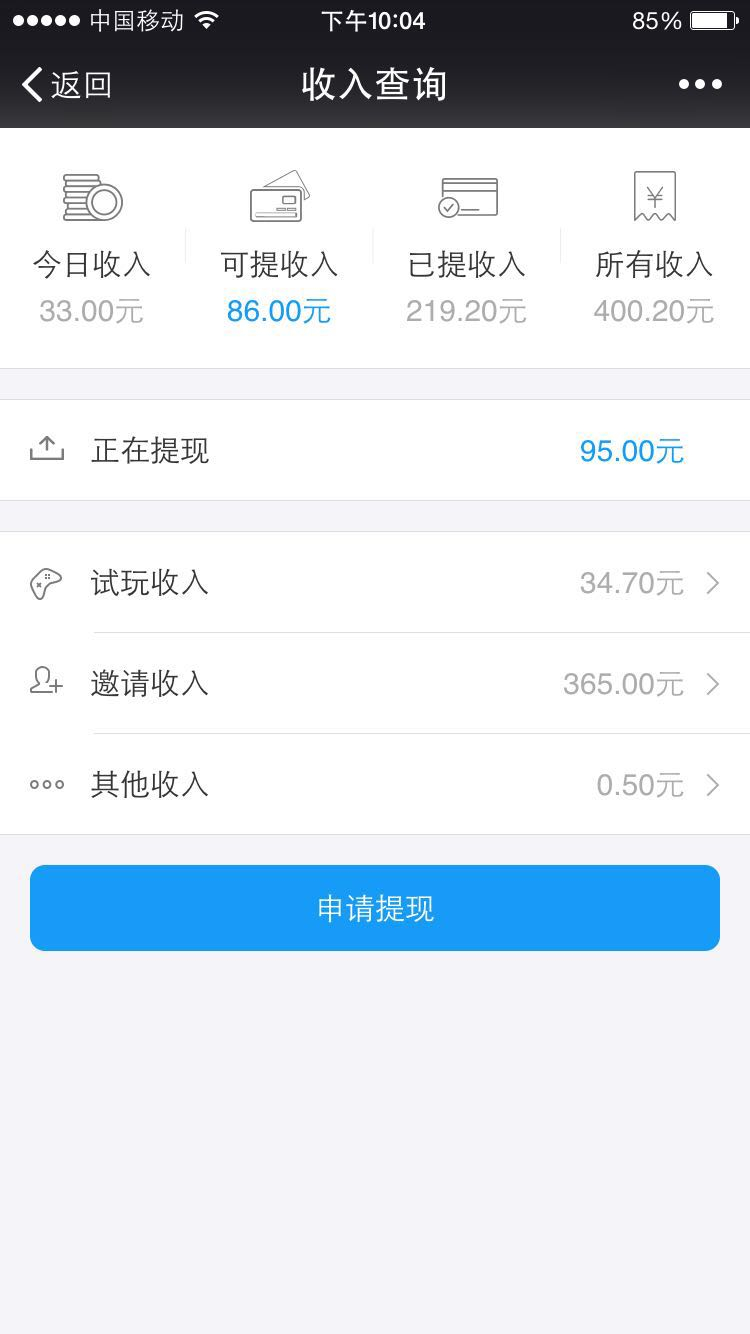 中国移动 下午10:04 85%
返回 收入查询
¥
今日收入 可提收入 已提收入 所有收入
33.00元 86.00元 219.20元 400.20元
正在提现 95.00元
试玩收入 34.70元
邀请收入 365.00元
其他收入 0.50元
申请提现